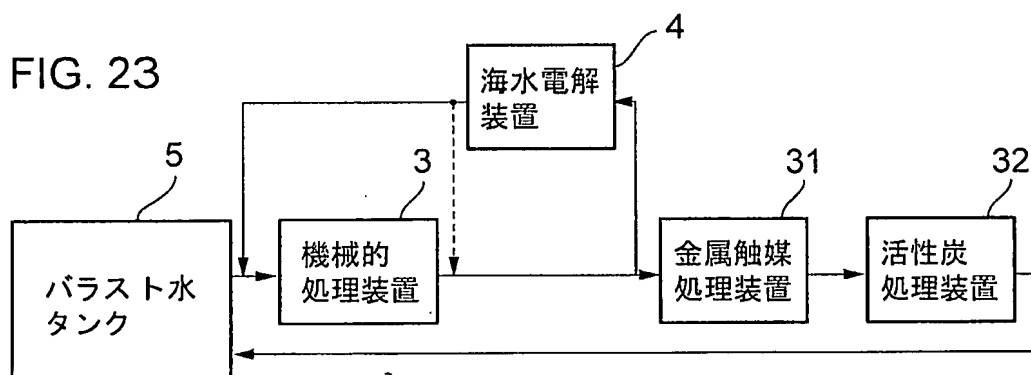 FIG. 23
4
海水電解
装置
5
3
31
32
バラスト水
タンク
機械的
処理装置
金属触媒
処理装置
活性炭
処理装置